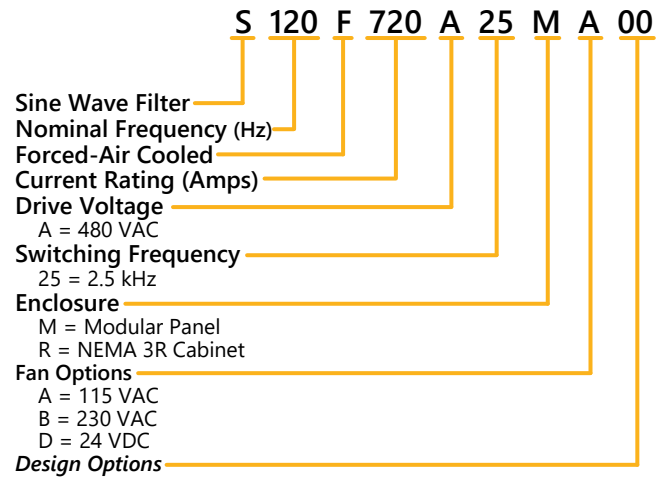 S 120 F 720 A 25 M A 00
Sine Wave Filter
Nominal Frequency (Hz)
Forced-Air Cooled
Current Rating (Amps)
Drive Voltage
A = 480 VAC
Switching Frequency
25 = 2.5 kHz
Enclosure
M = Modular Panel
R = NEMA 3R Cabinet
Fan Options
A = 115 VAC
B = 230 VAC
D = 24 VDC
Design Options